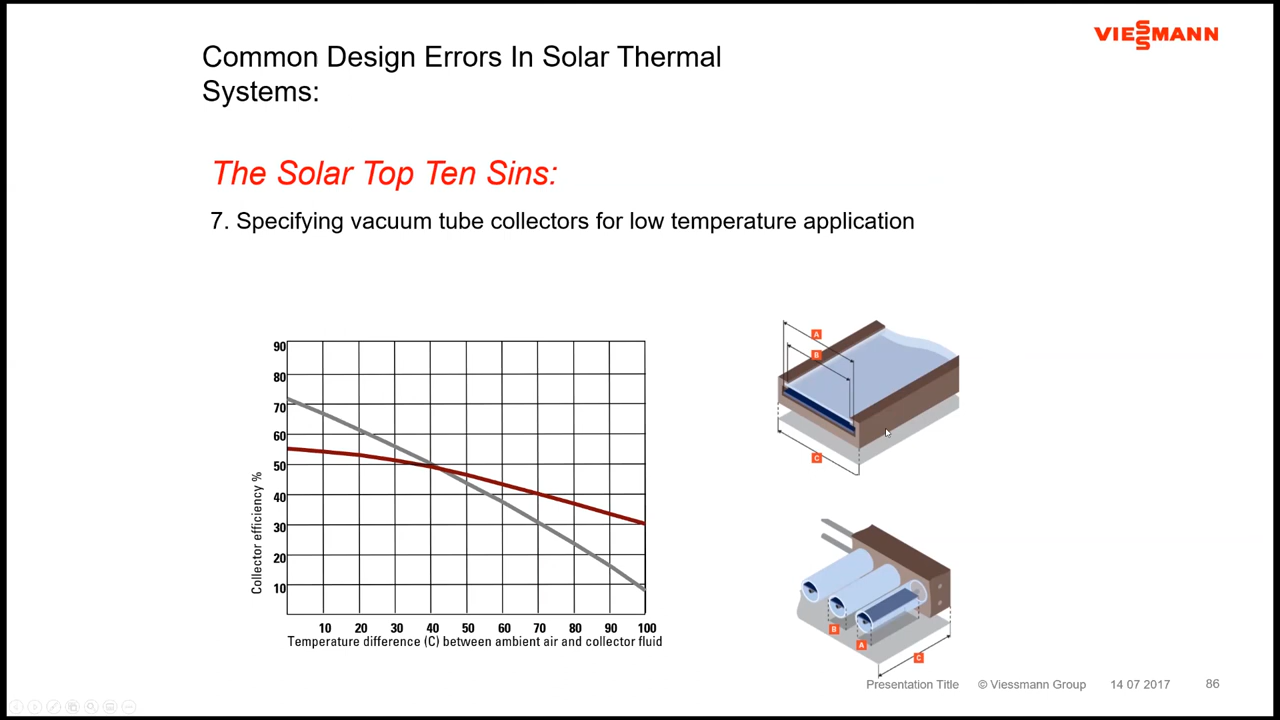 VIESSMANN
Common Design Errors In Solar Thermal
Systems:
The Solar Top Ten Sins:
7. Specifying vacuum tube collectors for low temperature application
90
80
70
60
50
40
30
20
10
Collector efficiency %
10 20 30 40 50 60 70 80 90 100
Temperature difference (C) between ambient air and collector fluid
A
B
C
B
A
C
Presentation Title © Viessmann Group 14 07 2017 86